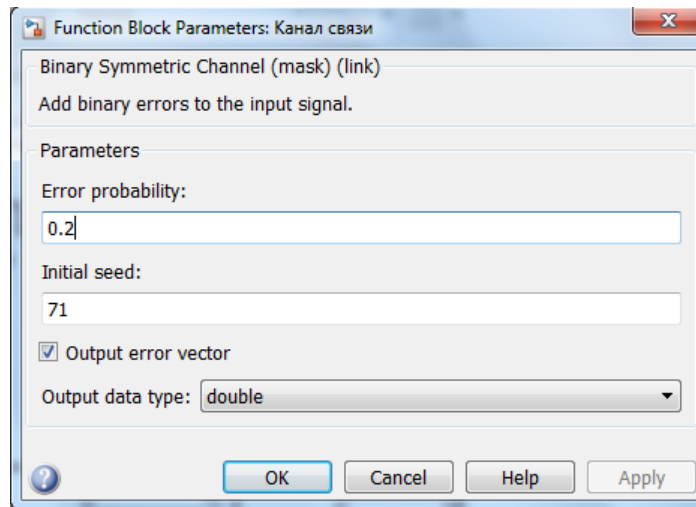 Function Block Parameters: Канал связи
Binary Symmetric Channel (mask) (link)
Add binary errors to the input signal.
Parameters
Error probability:
0.2
Initial seed:
71
Output error vector
Output data type: double
OK Cancel Help Apply